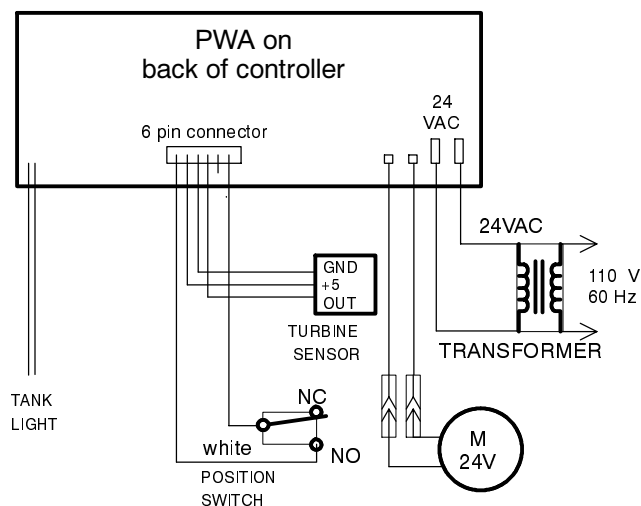 PWA on
back of controller
24
VAC
6 pin connector
24VAC
GND
+5
OUT
110 V
60 Hz
TURBINE
SENSOR
TRANSFORMER
TANK
LIGHT
NC
white
NO
POSITION
SWITCH
M
24V